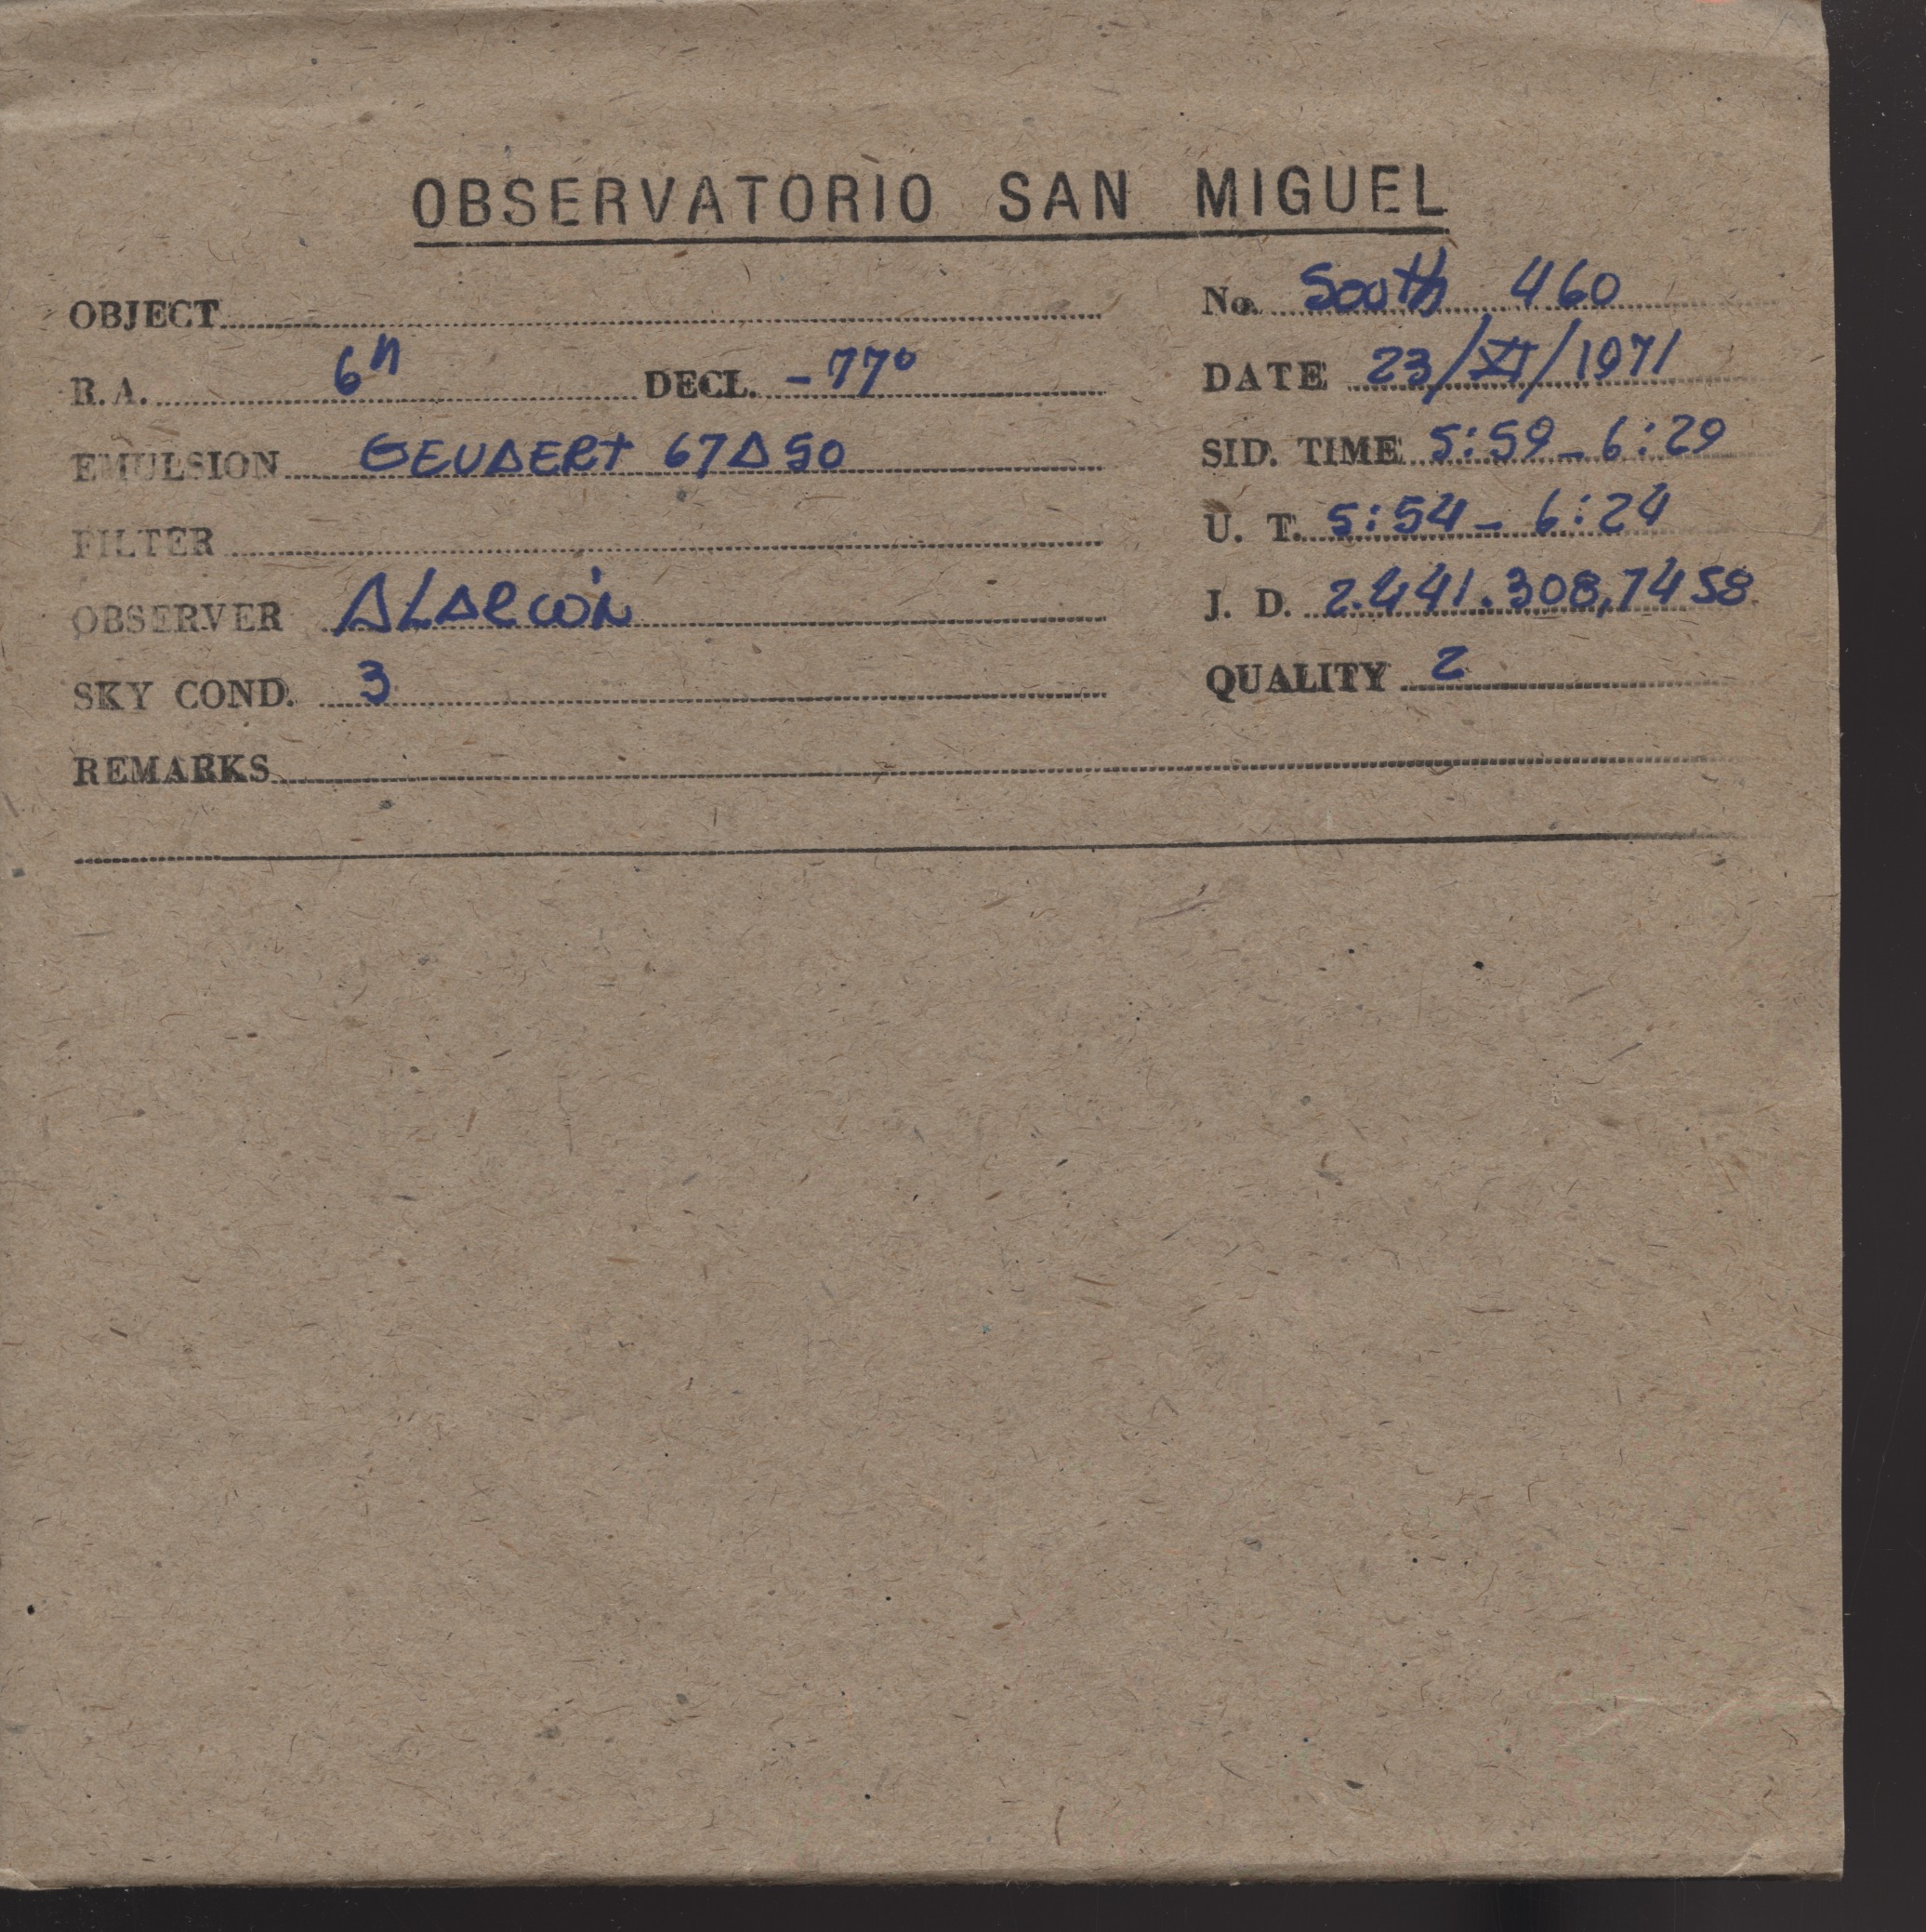 OBSERVATORIO SAN MIGUEL
OBJECT
No. South 460
R.A. 6h DECL. -77°
DATE 23/XI/1971
EMULSION GEUAERT 67A50
SID. TIME 5:59-6:29
FILTER
U. T. 5:54-6:24
OBSERVER ALARCÓN
J. D. 2.441.308,7458
SKY COND. 3
QUALITY 2
REMARKS